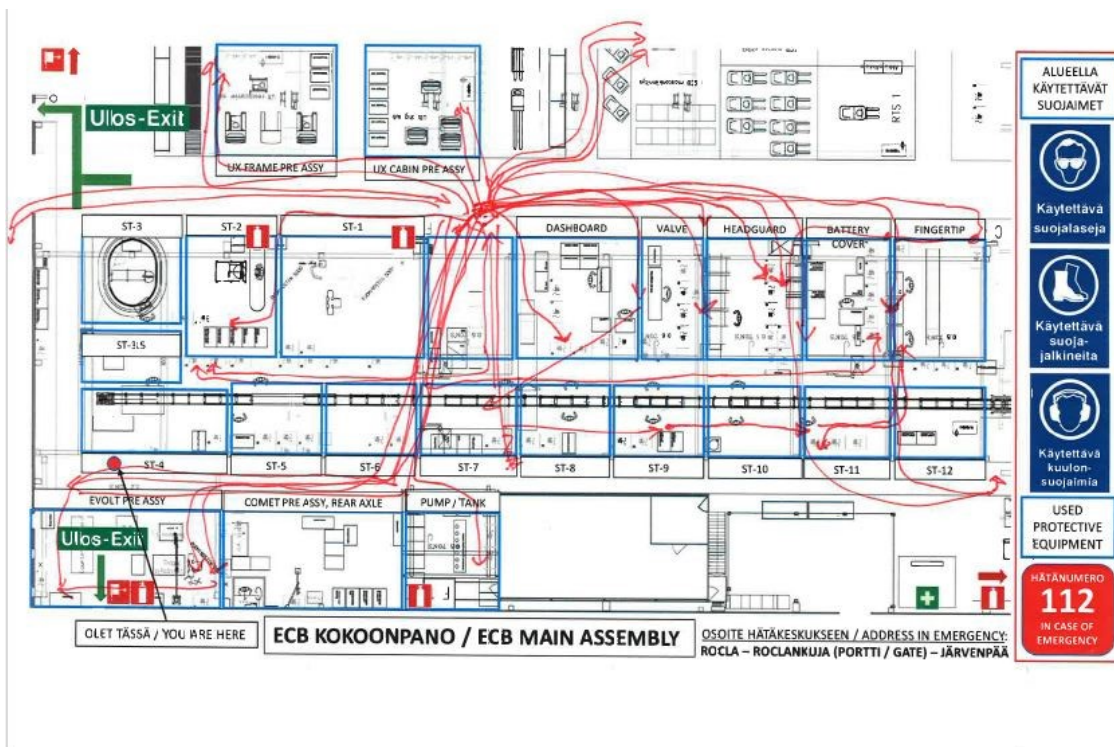 Ulos-Exit
UX FRAME PRE ASSY
UX CABIN PRE ASSY
RTS 1
ALUEELLA
KÄYTETTÄVÄT
SUOJAIMET
Käytettävä
suojalaseja
Käytettävä
suoja-
jalkineita
Käytettävä
kuulon-
suojaimia
USED
PROTECTIVE
EQUIPMENT
HÄTÄNUMERO
112
IN CASE OF
EMERGENCY
ST-3
ST-2
ST-1
DASHBOARD
VALVE
HEADGUARD
BATTERY
COVER
FINGERTIP
ST-3LS
ST-4
ST-5
ST-6
ST-7
ST-8
ST-9
ST-10
ST-11
ST-12
EVOLT PRE ASSY
COMET PRE ASSY, REAR AXLE
PUMP / TANK
Ulos-Exit
OLET TÄSSÄ / YOU ARE HERE
ECB KOKOONPANO / ECB MAIN ASSEMBLY
OSOITE HÄTÄKESKUKSEEN / ADDRESS IN EMERGENCY:
ROCLA – ROCLANKUJA (PORTTI / GATE) – JÄRVENPÄÄ